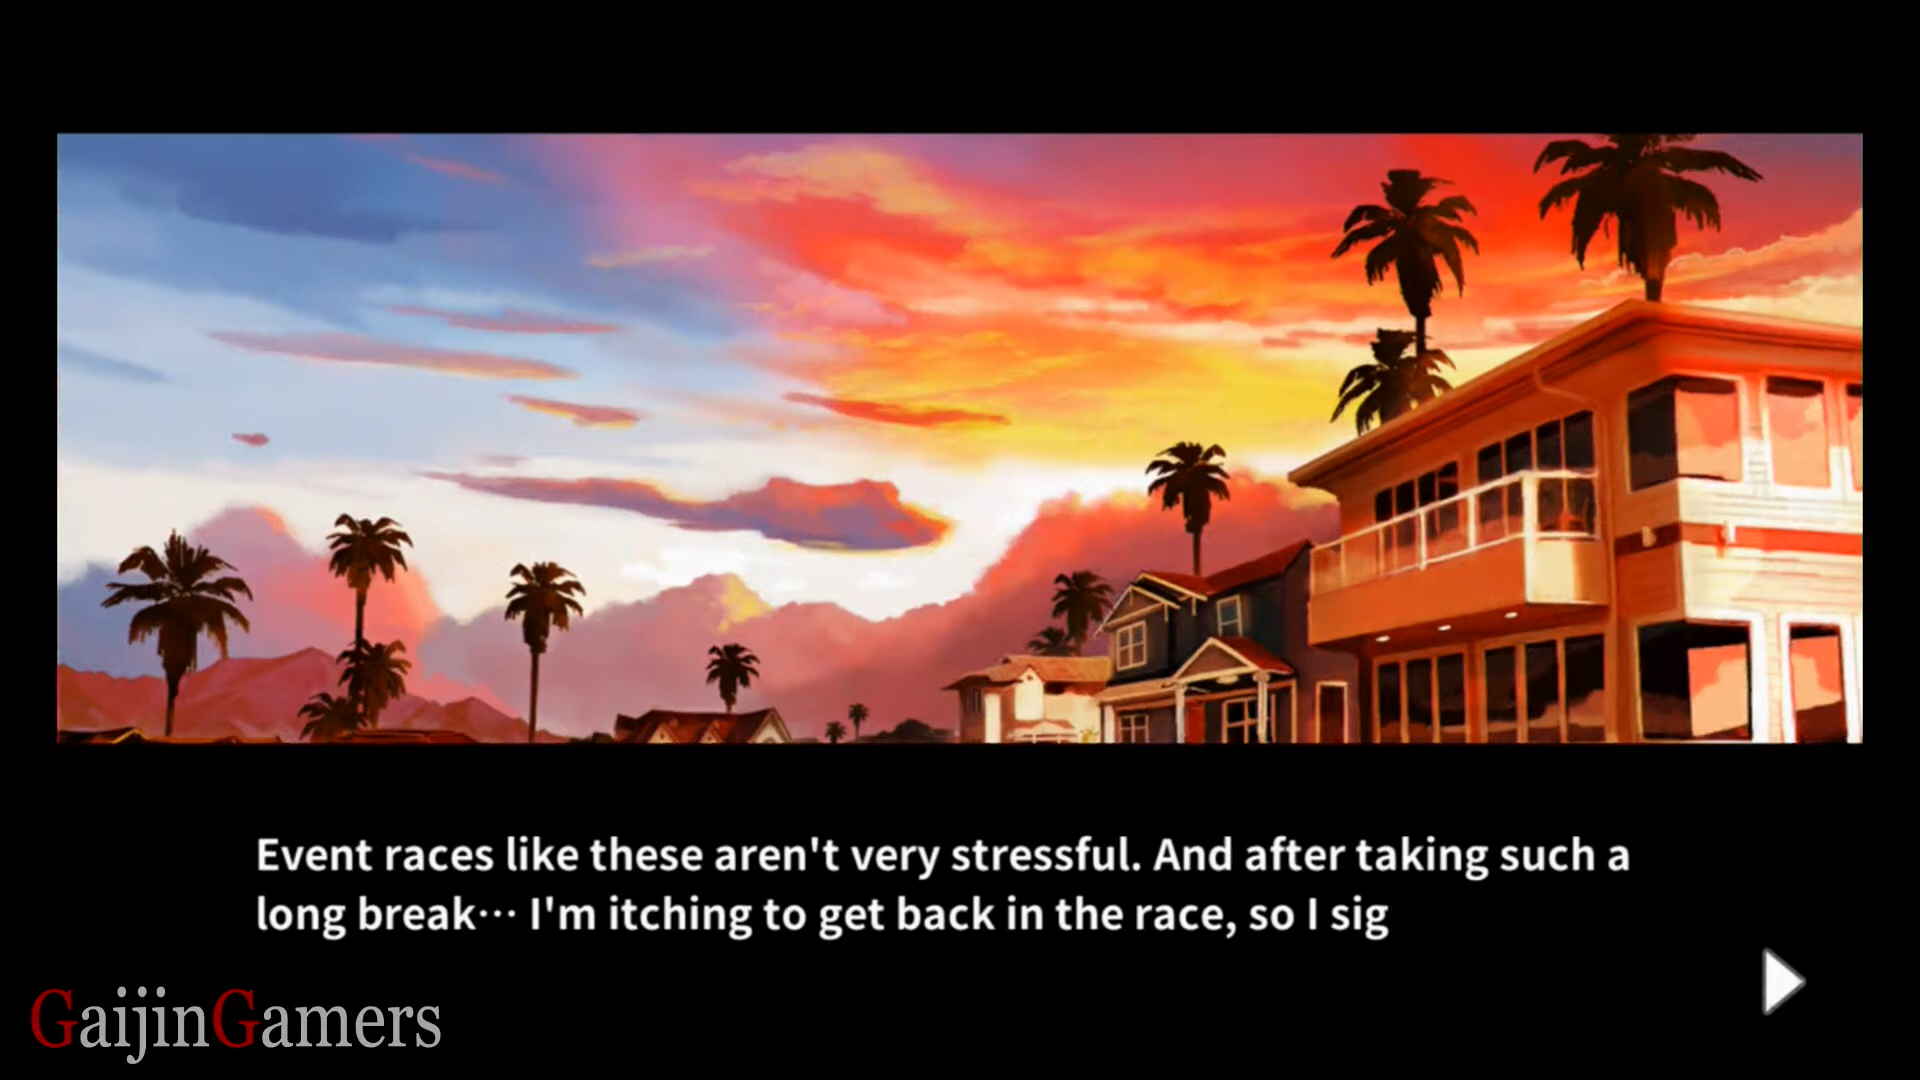 Event races like these aren't very stressful. And after taking such a
long break… I'm itching to get back in the race, so I sig
GaijinGamers